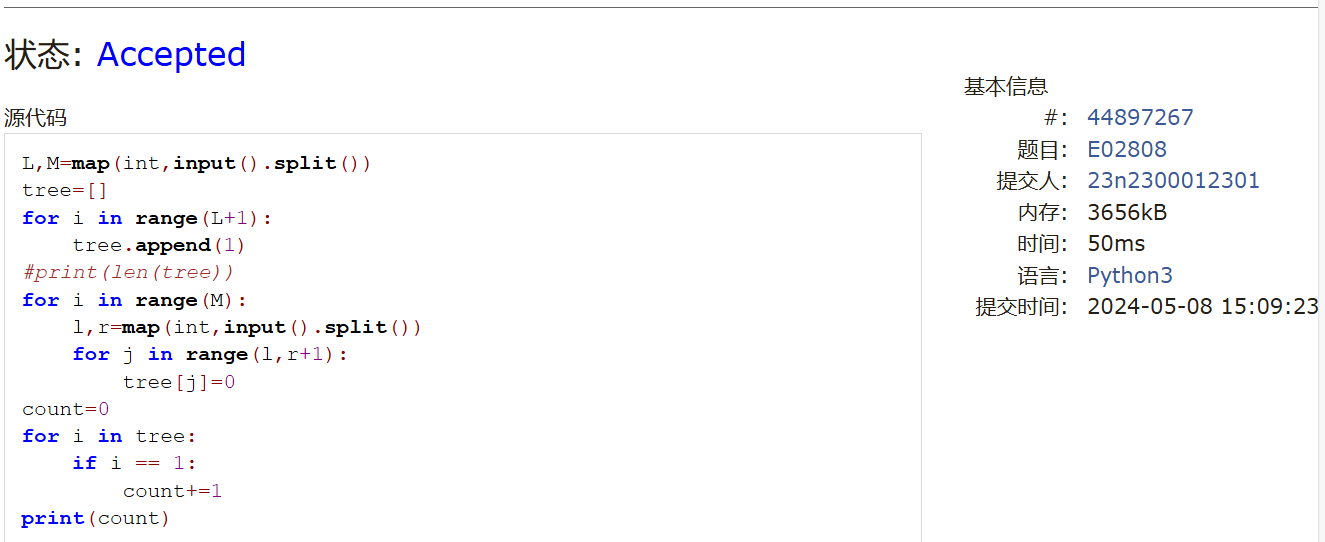 状态: Accepted
源代码
L,M=map(int,input().split())
tree=[]
for i in range(L+1):
    tree.append(1)
#print(len(tree))
for i in range(M):
    l,r=map(int,input().split())
    for j in range(l,r+1):
        tree[j]=0
count=0
for i in tree:
    if i == 1:
        count+=1
print(count)
基本信息
#: 44897267
题目: E02808
提交人: 23n2300012301
内存: 3656kB
时间: 50ms
语言: Python3
提交时间: 2024-05-08 15:09:23